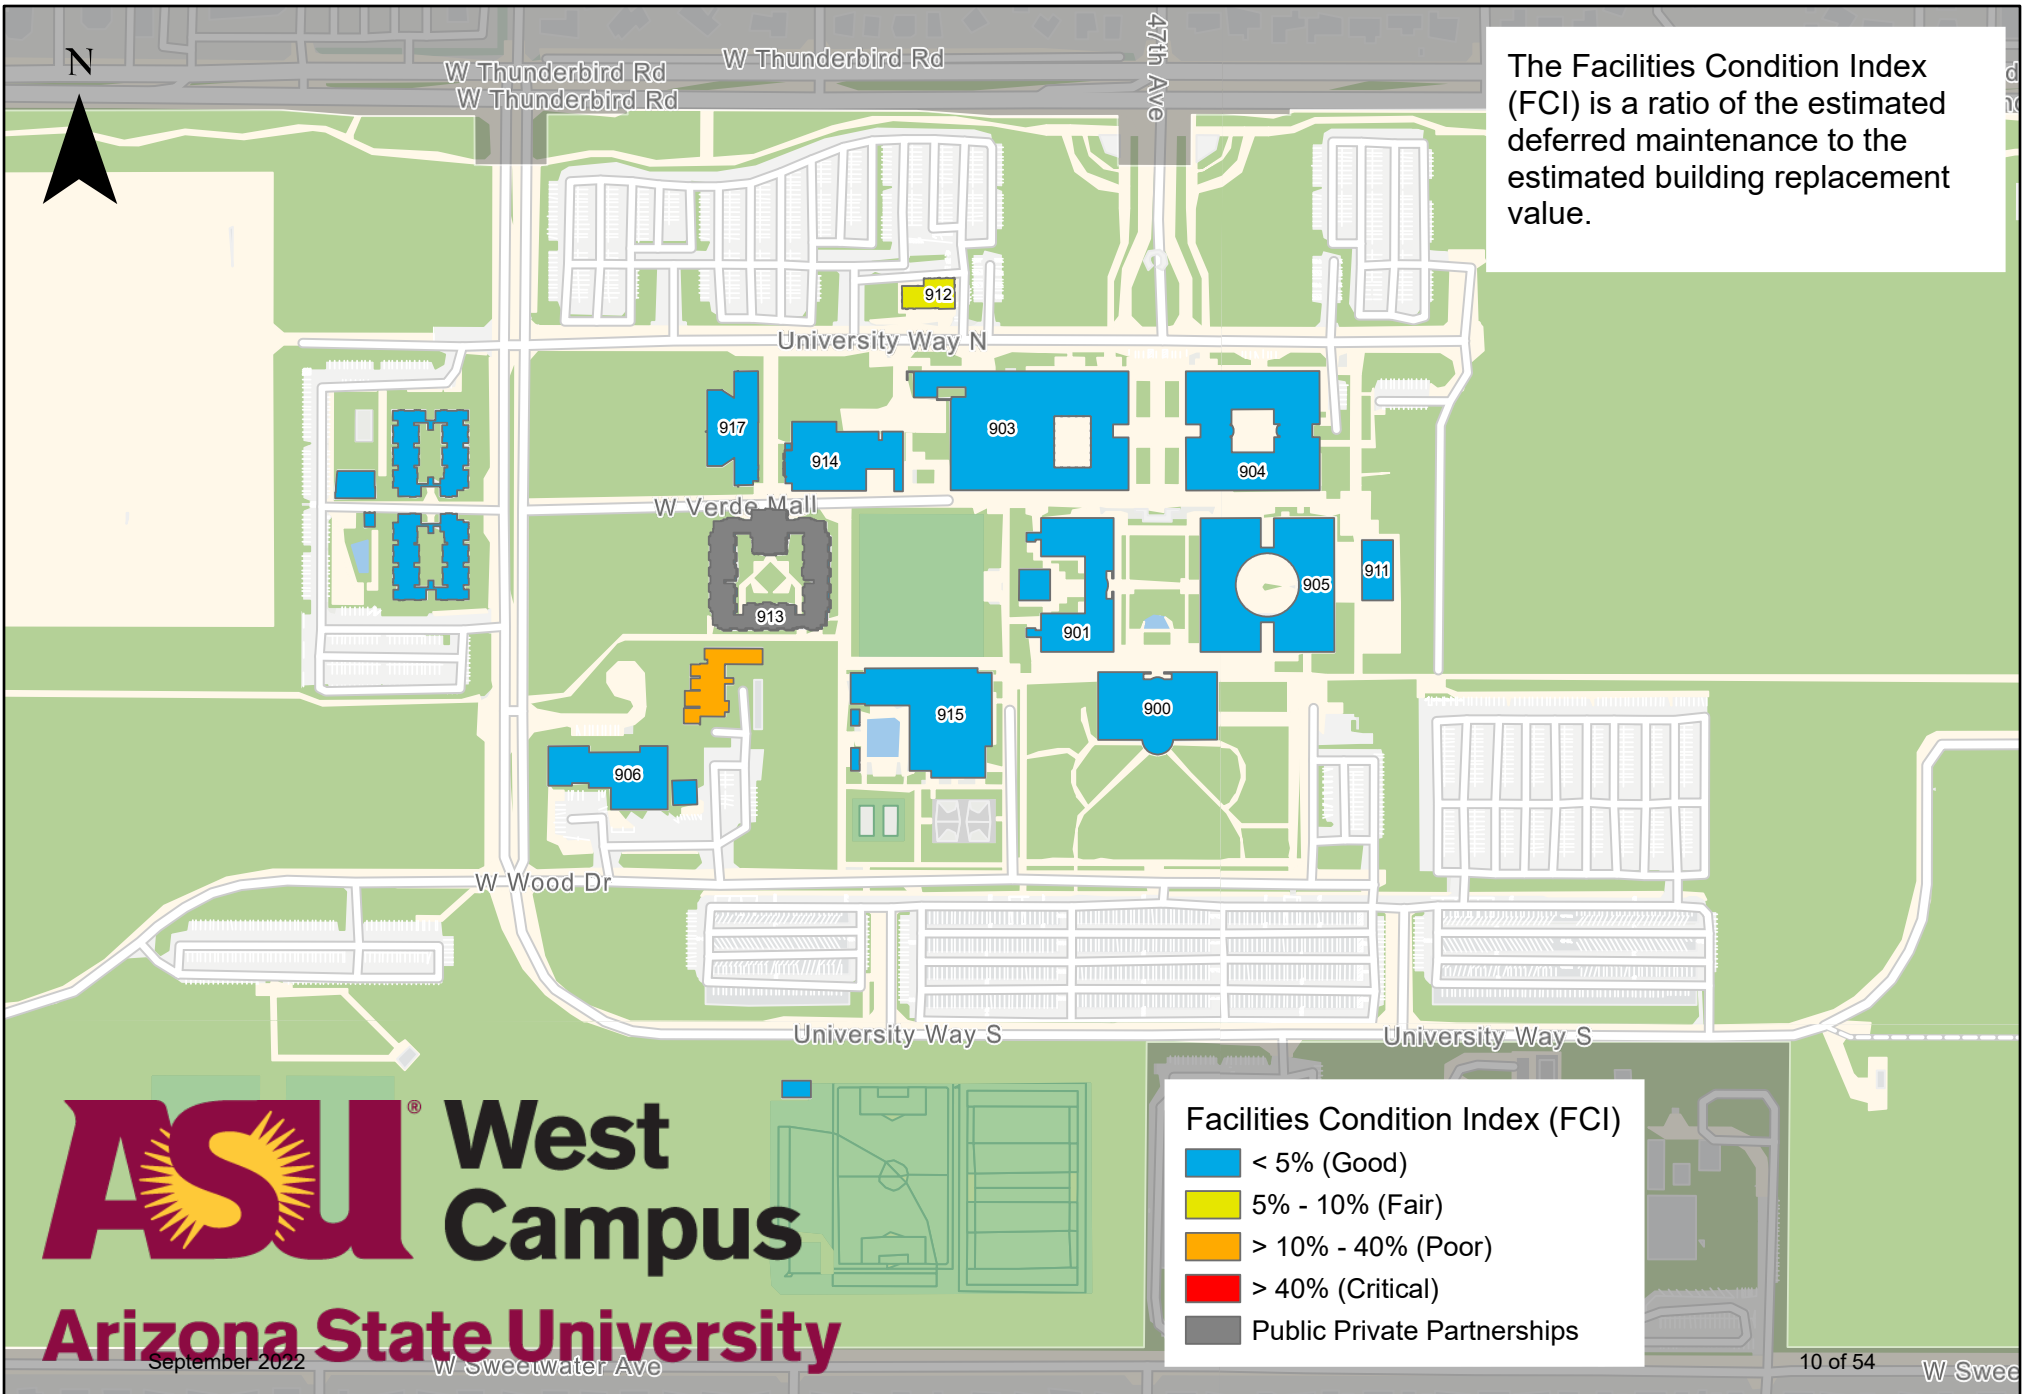 N
W Thunderbird Rd
W Thunderbird Rd
W Thunderbird Rd
47th Ave
The Facilities Condition Index
(FCI) is a ratio of the estimated
deferred maintenance to the
estimated building replacement
value.
912
University Way N
917
914
903
904
W Verde Mall
913
901
905
911
915
900
906
W Wood Dr
University Way S
University Way S
ASU®
West
Campus
Arizona State University
Facilities Condition Index (FCI)
< 5% (Good)
5% - 10% (Fair)
> 10% - 40% (Poor)
> 40% (Critical)
Public Private Partnerships
September 2022
W Sweetwater Ave
10 of 54
W Swee